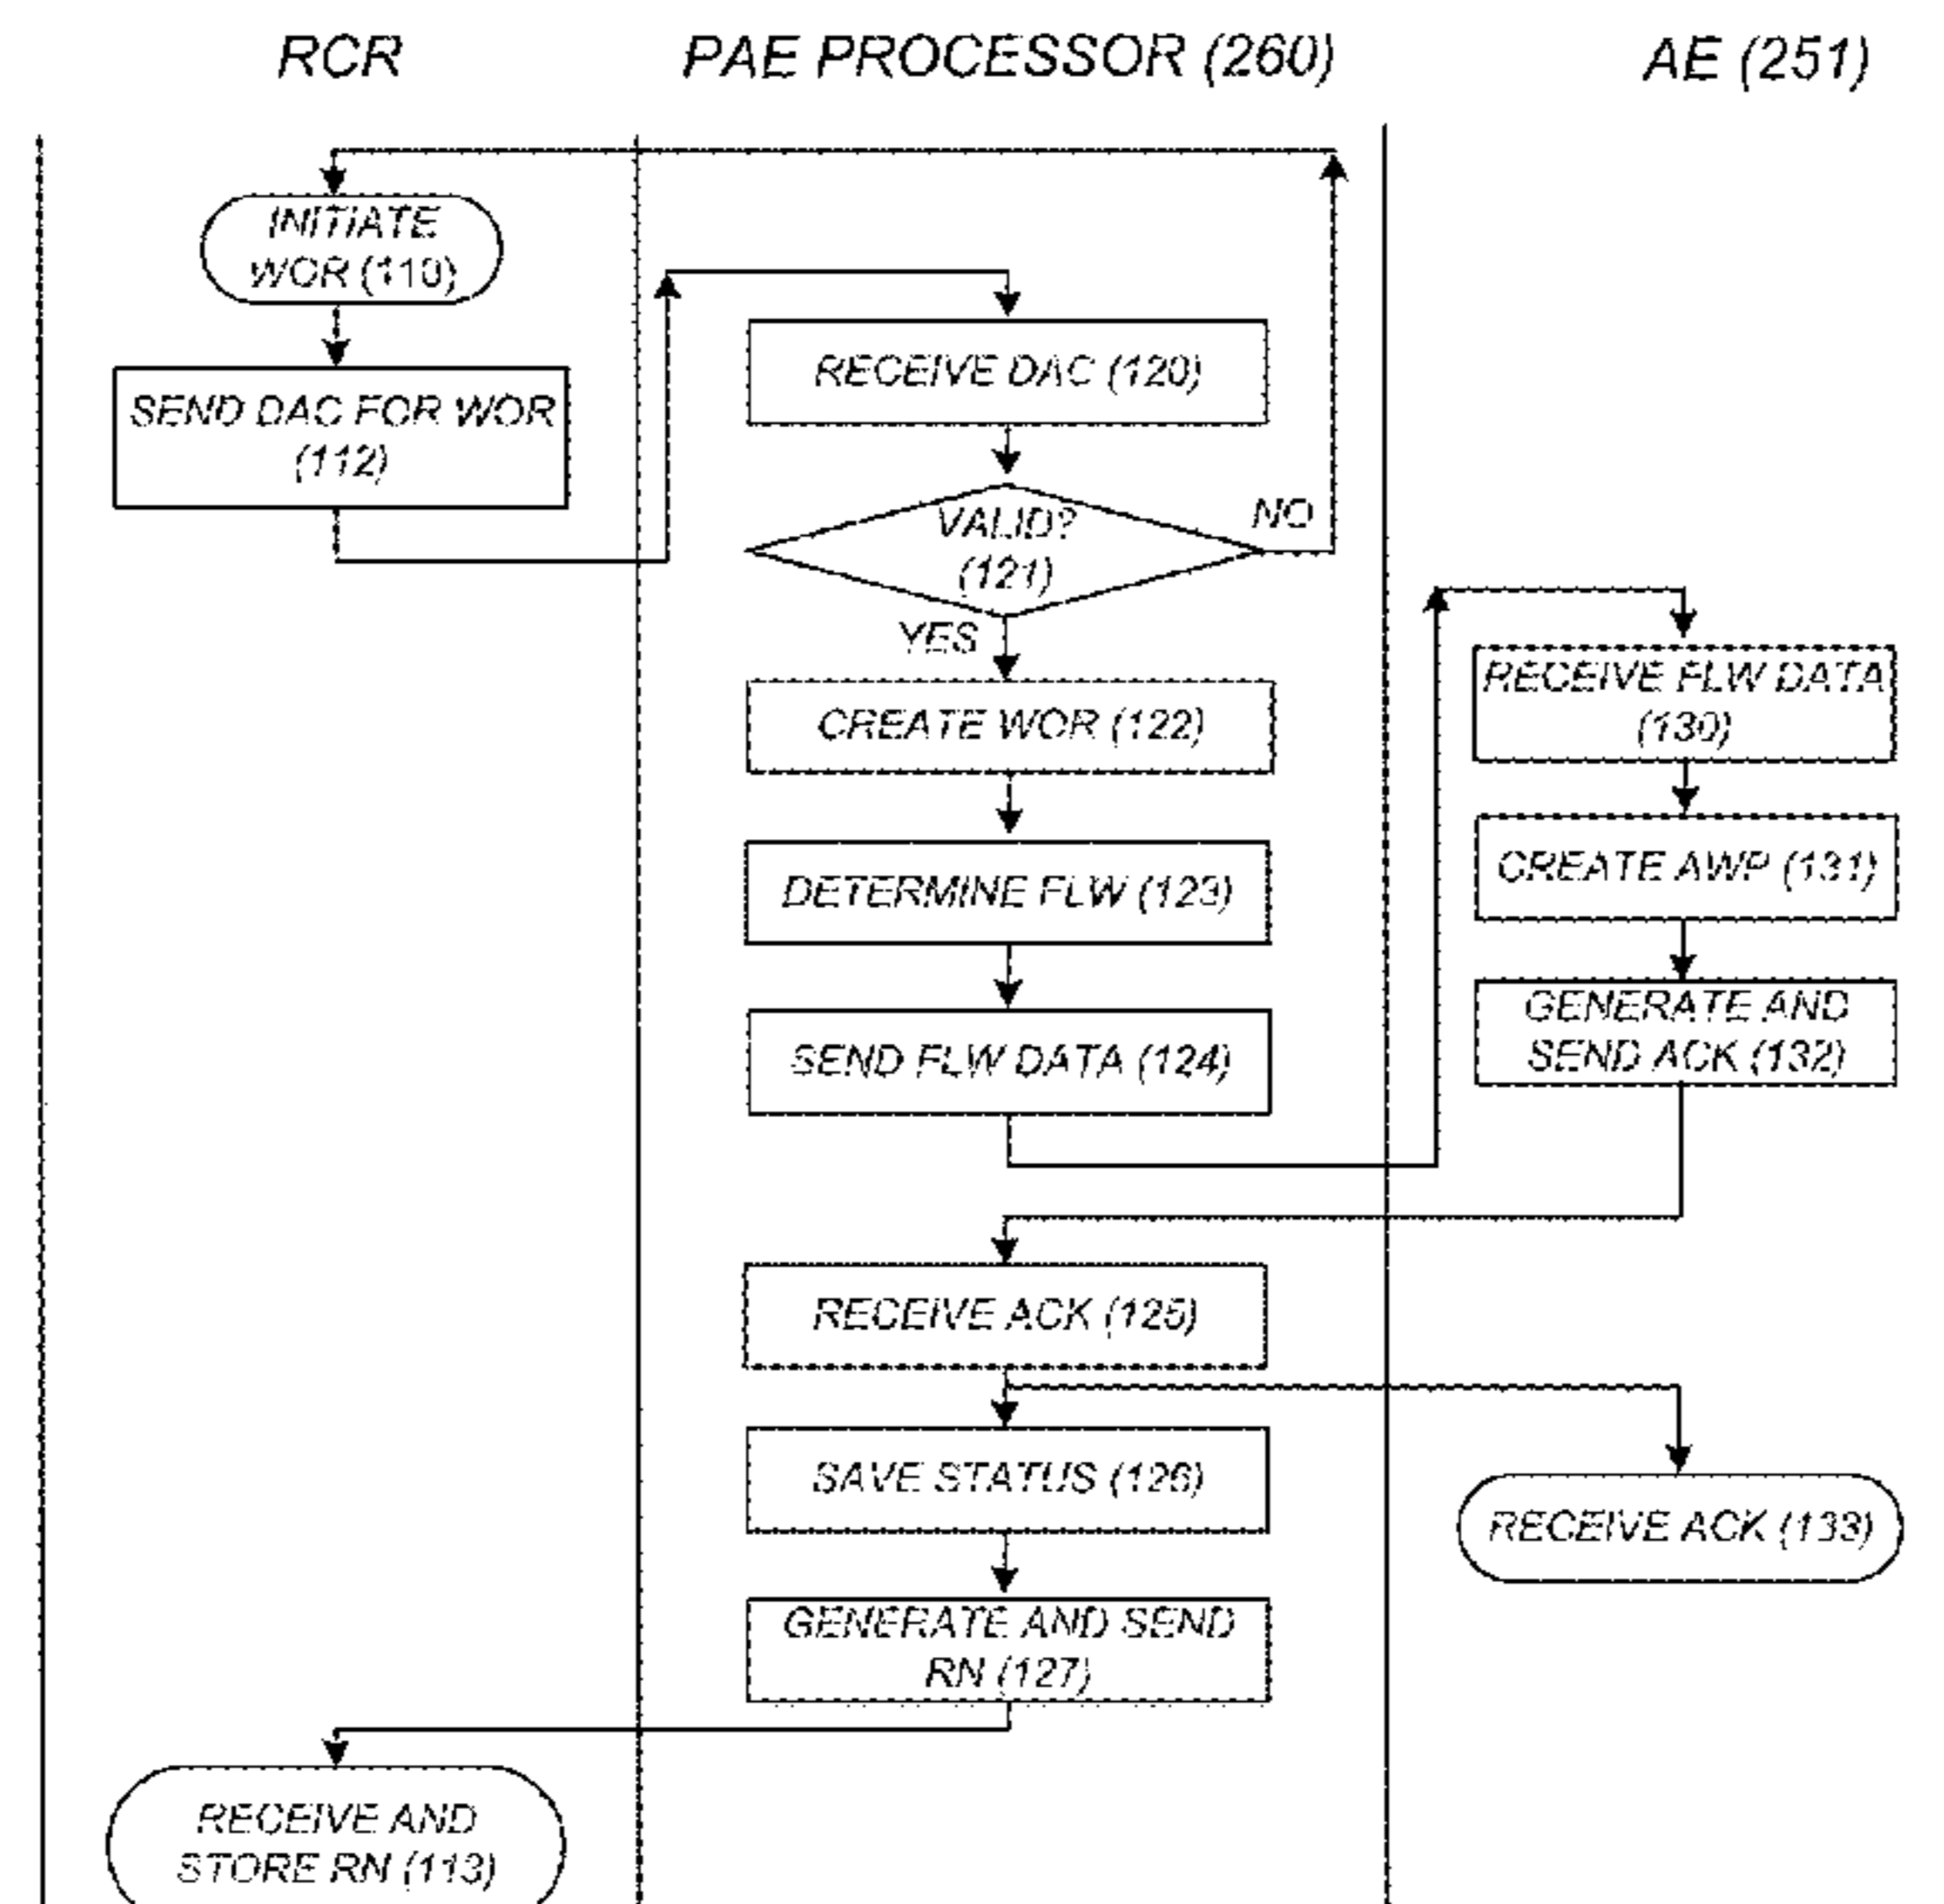 RCR
PAE PROCESSOR (260)
AE (251)
INITIATE
WOR (110)
SEND DAC FOR WOR
(112)
RECEIVE DAC (120)
VALID?
(121)
NO
YES
CREATE WOR (122)
DETERMINE FLW (123)
SEND FLW DATA (124)
RECEIVE FLW DATA
(130)
CREATE AWP (131)
GENERATE AND
SEND ACK (132)
RECEIVE ACK (125)
SAVE STATUS (126)
RECEIVE ACK (133)
GENERATE AND SEND
RN (127)
RECEIVE AND
STORE RN (113)